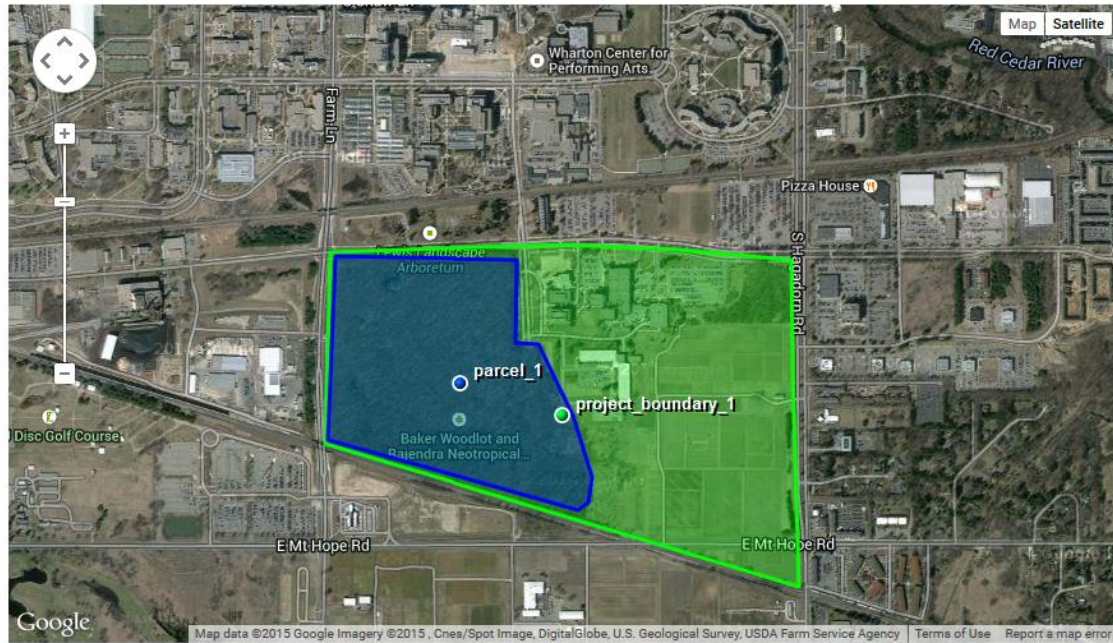 Map
Satellite
Wharton Center for
Performing Arts
Red Cedar
River
Farm Ln
Pizza House
S Hagadorn Rd
Lewis Landscape
Arboretum
parcel_1
project_boundary_1
Baker Woodlot and
Rajendra Neotropical...
Disc Golf Course
E Mt Hope Rd
E Mt Hope Rd
Google
Map data ©2015 Google Imagery ©2015 , Cnes/Spot Image, DigitalGlobe, U.S. Geological Survey, USDA Farm Service Agency
Terms of Use
Report a map error